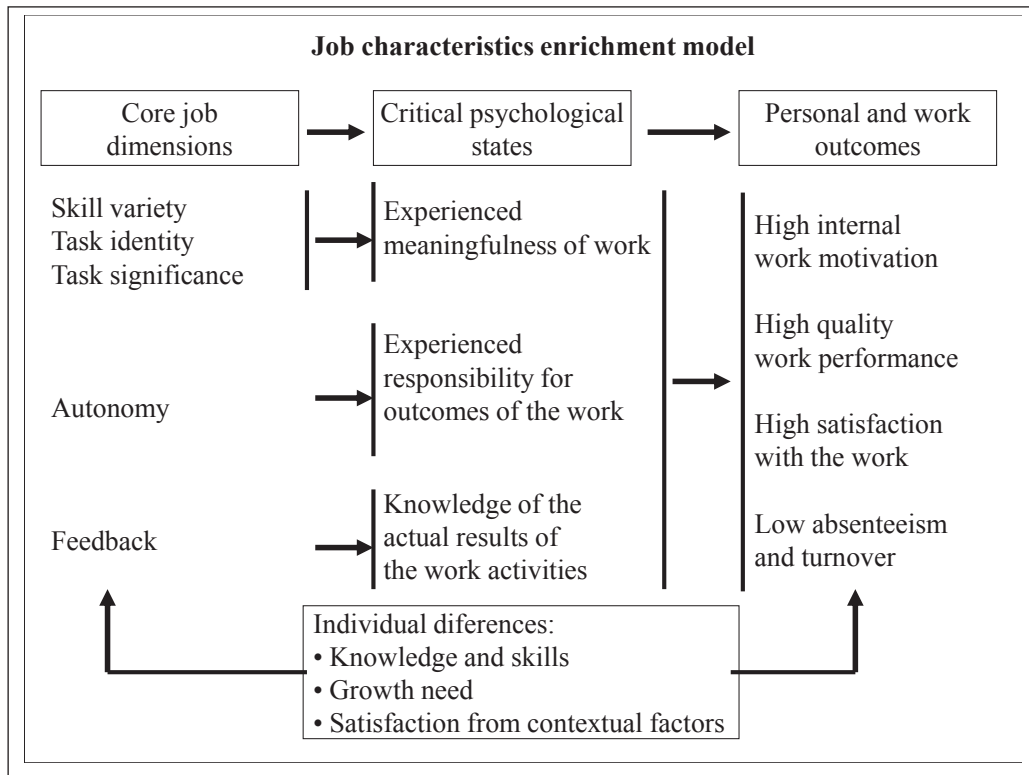 Job characteristics enrichment model
Core job
dimensions
Critical psychological
states
Personal and work
outcomes
Skill variety
Task identity
Task significance
Experienced
meaningfulness of work
High internal
work motivation
Autonomy
Experienced
responsibility for
outcomes of the work
High quality
work performance
High satisfaction
with the work
Feedback
Knowledge of the
actual results of
the work activities
Low absenteeism
and turnover
Individual diferences:
• Knowledge and skills
• Growth need
• Satisfaction from contextual factors